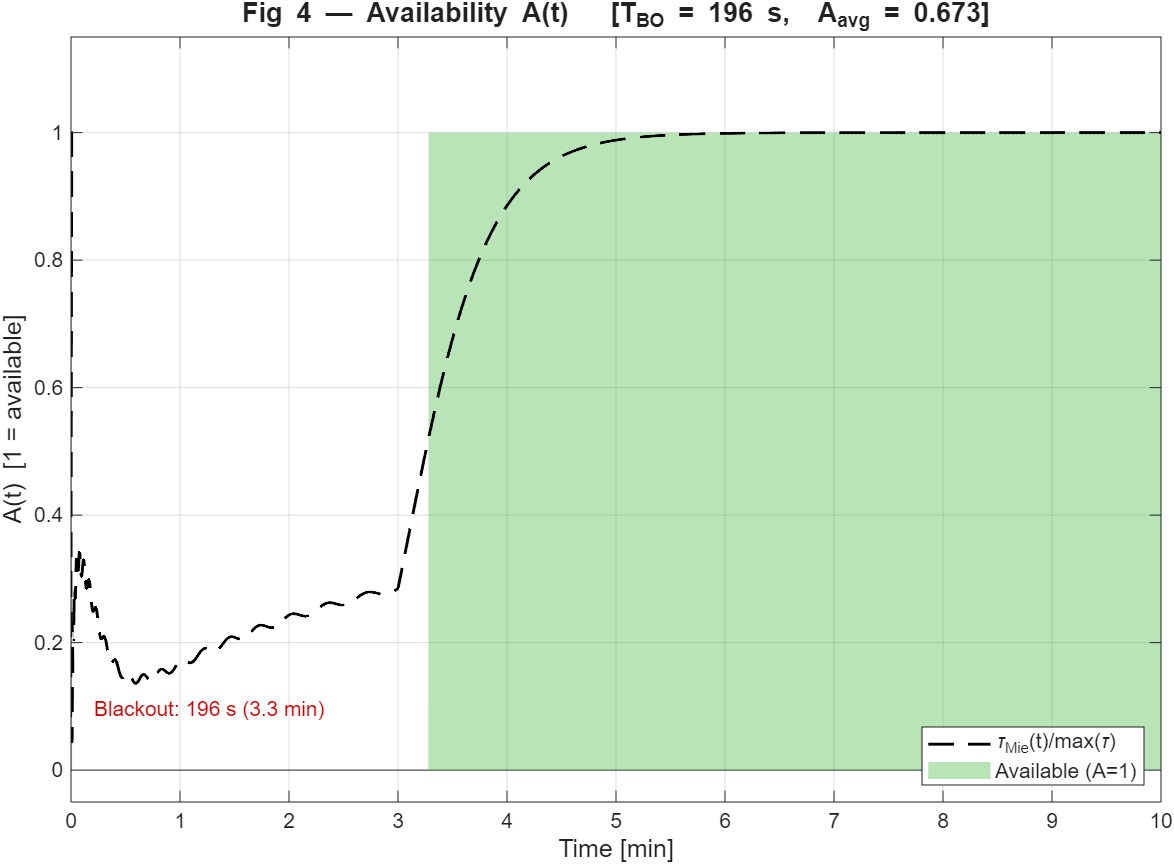 Fig 4 — Availability A(t) [T_BO = 196 s, A_avg = 0.673]
A(t) [1 = available]
1
0.8
0.6
0.4
0.2
0
Blackout: 196 s (3.3 min)
τ_Mie(t)/max(τ)
Available (A=1)
0 1 2 3 4 5 6 7 8 9 10
Time [min]